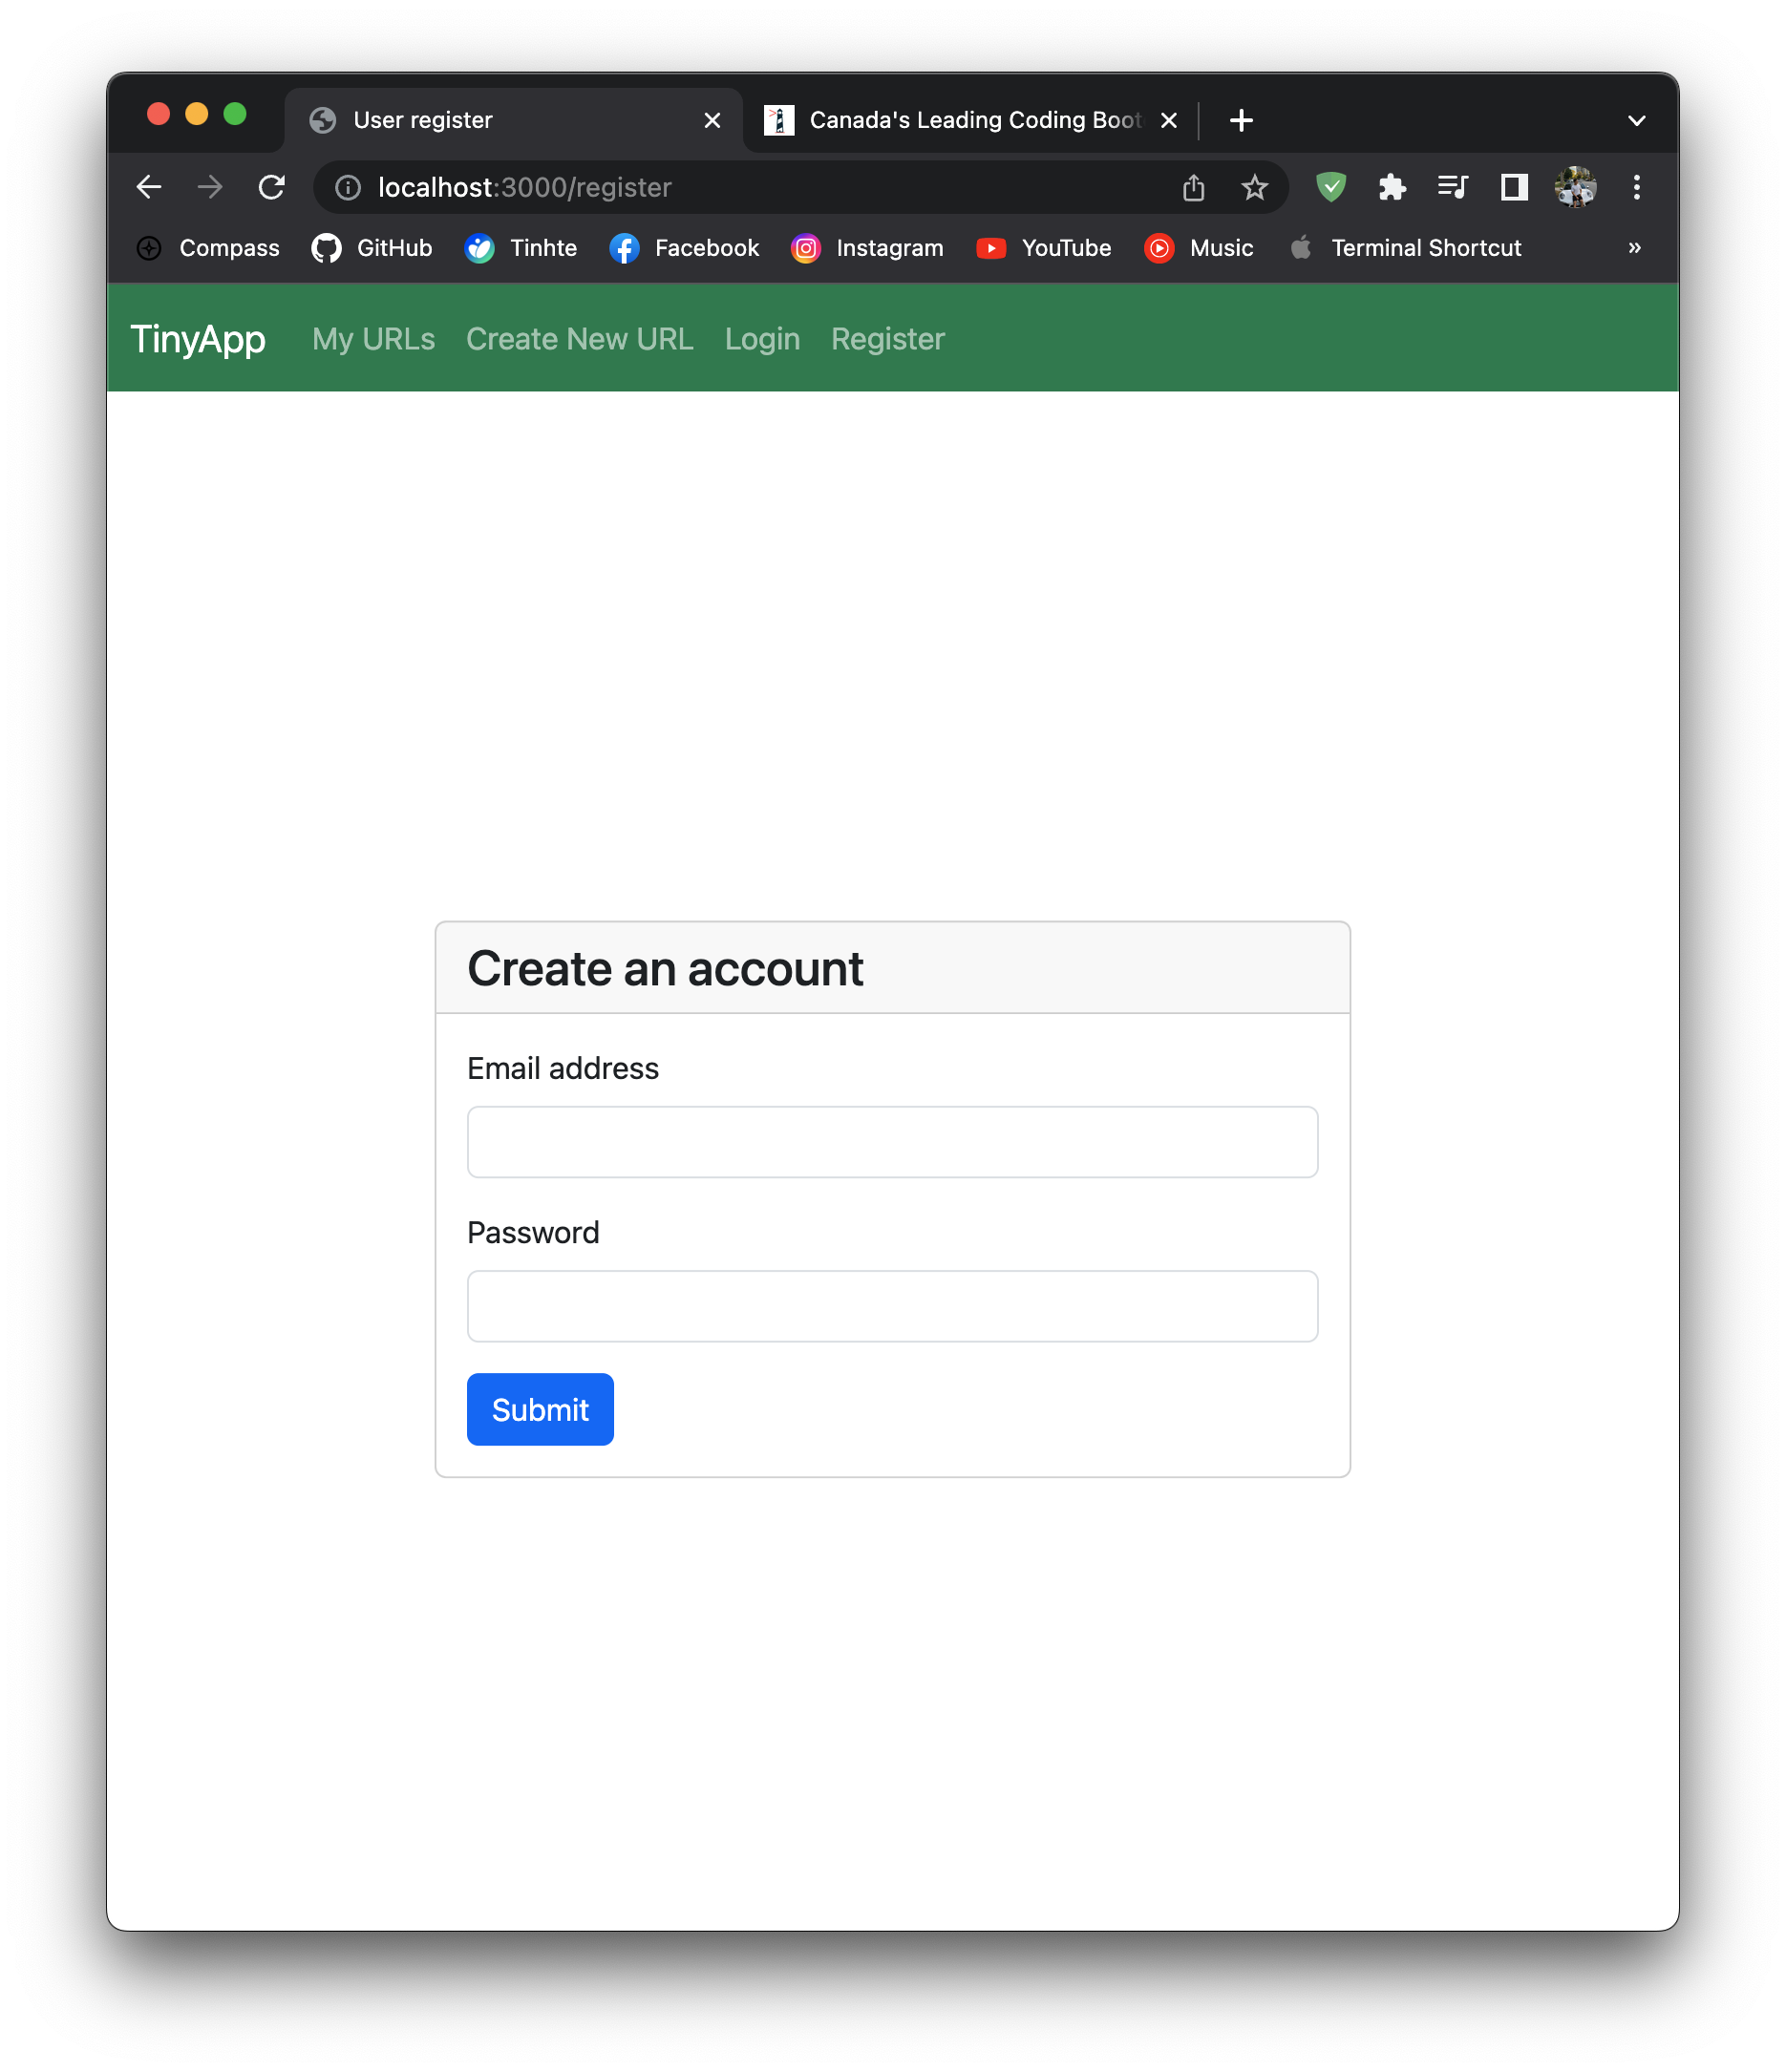 User register
Canada's Leading Coding Boot
localhost:3000/register
Compass GitHub Tinhte Facebook Instagram YouTube Music Terminal Shortcut »
TinyApp My URLs Create New URL Login Register
Create an account
Email address
Password
Submit